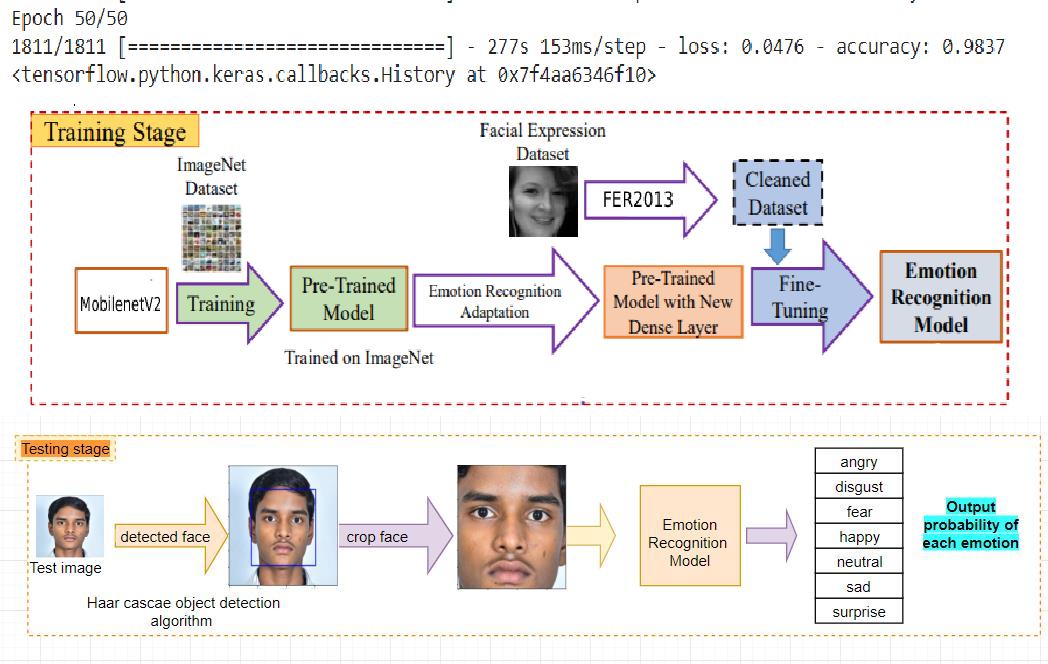 Epoch 50/50
1811/1811 [==============================] - 277s 153ms/step - loss: 0.0476 - accuracy: 0.9837
<tensorflow.python.keras.callbacks.History at 0x7f4aa6346f10>
Training Stage
Facial Expression
Dataset
ImageNet
Dataset
FER2013
Cleaned
Dataset
MobilenetV2
Training
Pre-Trained
Model
Emotion Recognition
Adaptation
Pre-Trained
Model with New
Dense Layer
Fine-
Tuning
Emotion
Recognition
Model
Trained on ImageNet
Testing stage
Test image
detected face
Haar cascae object detection
algorithm
crop face
Emotion
Recognition
Model
angry
disgust
fear
happy
neutral
sad
surprise
Output
probability of
each emotion